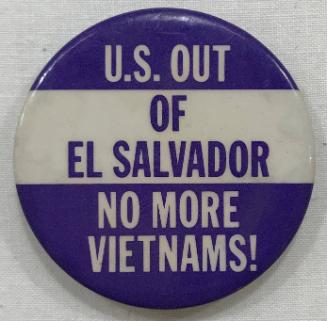 U.S. OUT
OF
EL SALVADOR
NO MORE
VIETNAMS!